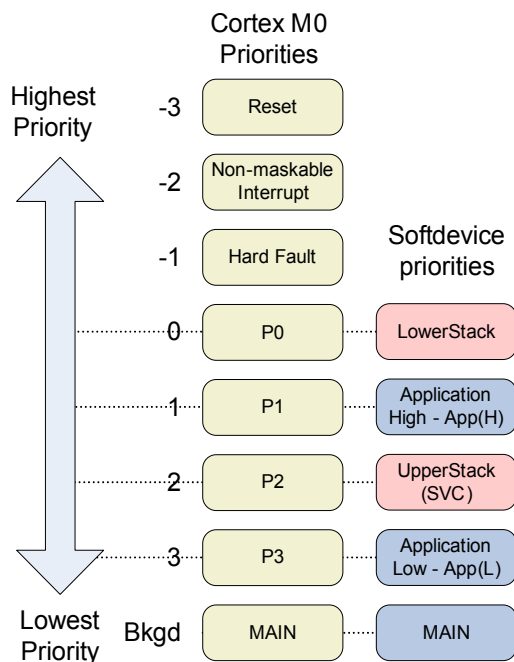 Cortex M0
Priorities
Highest
Priority
-3
Reset
-2
Non-maskable
Interrupt
-1
Hard Fault
Softdevice
priorities
0
P0
LowerStack
1
P1
Application
High - App(H)
2
P2
UpperStack
(SVC)
3
P3
Application
Low - App(L)
Lowest
Priority
Bkgd
MAIN
MAIN